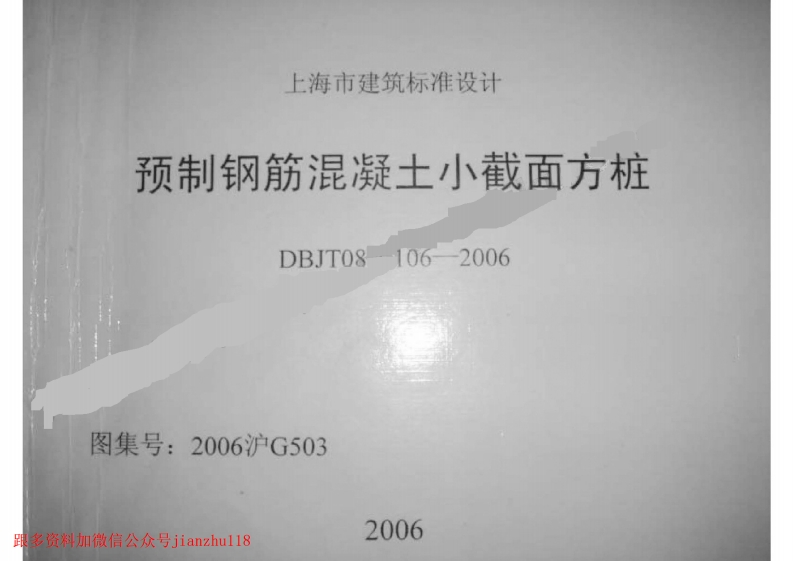 上海市建筑标准设计
预制钢筋混凝土小截面方桩
DBJT08—106—2006
图集号：2006沪G503
2006
跟多资料加微信公众号jianzhu118